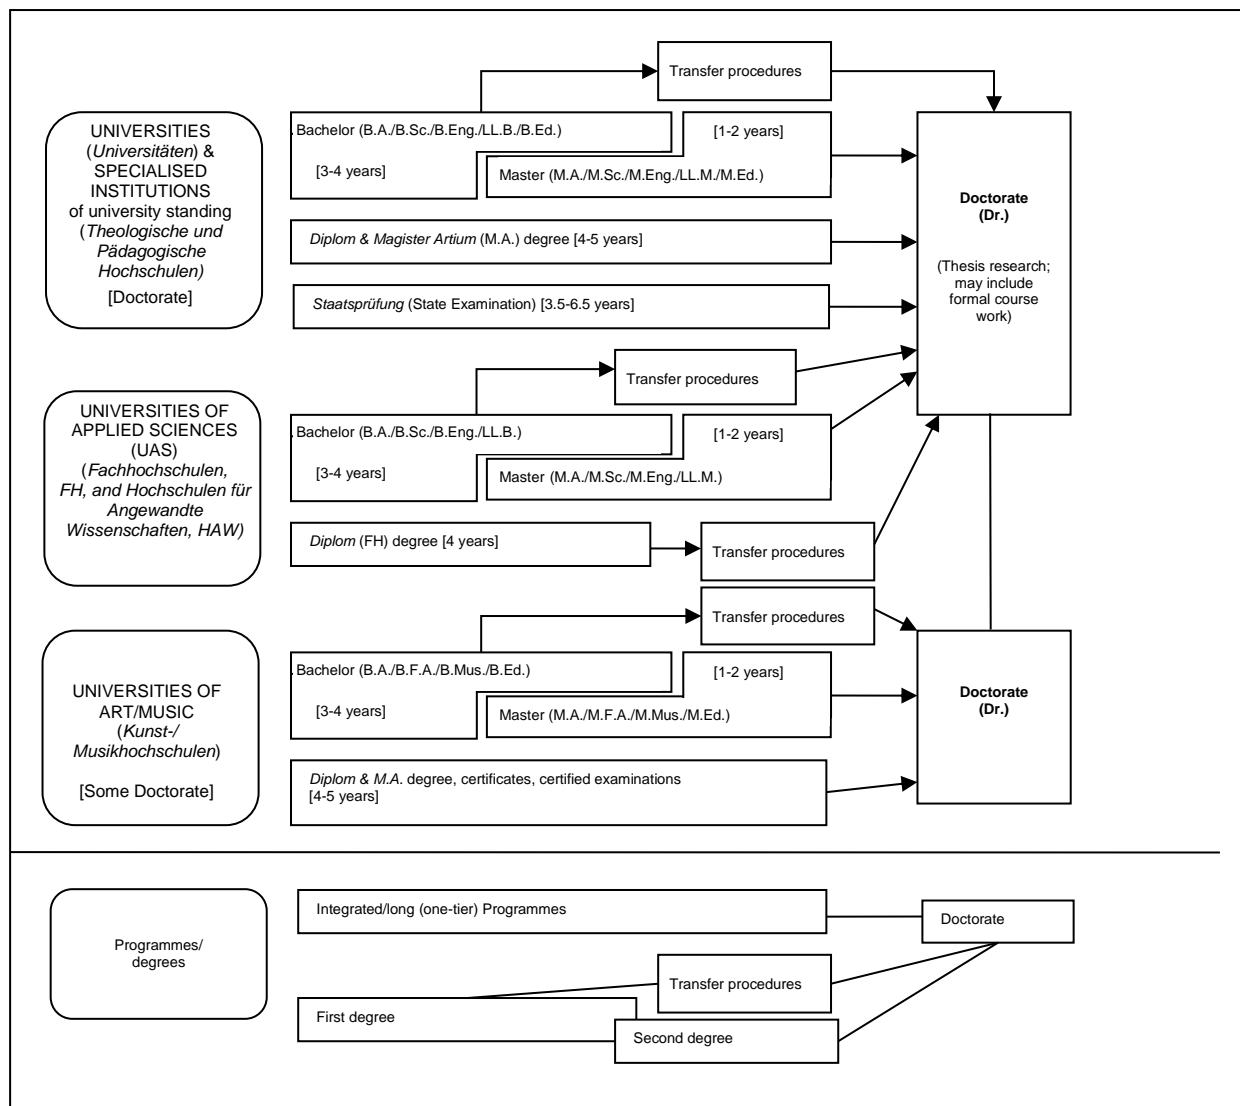 Transfer procedures
UNIVERSITIES
(Universitäten) &
SPECIALISED
INSTITUTIONS
of university standing
(Theologische und
Pädagogische
Hochschulen)
[Doctorate]
. Bachelor (B.A./B.Sc./B.Eng./LL.B./B.Ed.)
[1-2 years]
[3-4 years]
Master (M.A./M.Sc./M.Eng./LL.M./M.Ed.)
Diplom & Magister Artium (M.A.) degree [4-5 years]
Staatsprüfung (State Examination) [3.5-6.5 years]
Doctorate
(Dr.)
(Thesis research;
may include
formal course
work)
Transfer procedures
UNIVERSITIES OF
APPLIED SCIENCES
(UAS)
(Fachhochschulen,
FH, and Hochschulen für
Angewandte
Wissenschaften, HAW)
. Bachelor (B.A./B.Sc./B.Eng./LL.B.)
[1-2 years]
[3-4 years]
Master (M.A./M.Sc./M.Eng./LL.M.)
Diplom (FH) degree [4 years]
Transfer procedures
Transfer procedures
UNIVERSITIES OF
ART/MUSIC
(Kunst-/
Musikhochschulen)
[Some Doctorate]
. Bachelor (B.A./B.F.A./B.Mus./B.Ed.)
[1-2 years]
[3-4 years]
Master (M.A./M.F.A./M.Mus./M.Ed.)
Diplom & M.A. degree, certificates, certified examinations
[4-5 years]
Doctorate
(Dr.)
Programmes/
degrees
Integrated/long (one-tier) Programmes
Doctorate
Transfer procedures
First degree
Second degree